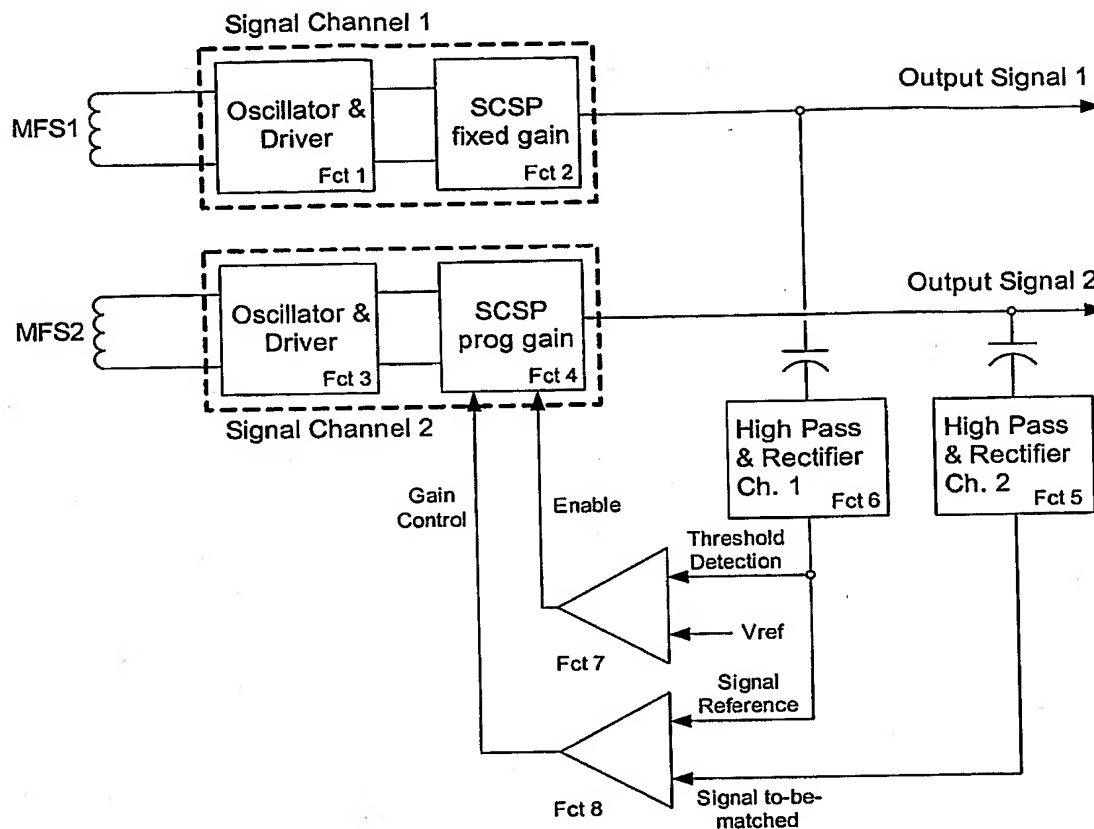 Signal Channel 1
MFS1
Oscillator &
Driver
Fct 1
SCSP
fixed gain
Fct 2
Output Signal 1
MFS2
Oscillator &
Driver
Fct 3
SCSP
prog gain
Fct 4
Output Signal 2
Signal Channel 2
High Pass
& Rectifier
Ch. 1
Fct 6
High Pass
& Rectifier
Ch. 2
Fct 5
Gain
Control
Enable
Threshold
Detection
Vref
Fct 7
Signal
Reference
Fct 8
Signal to-be-
matched